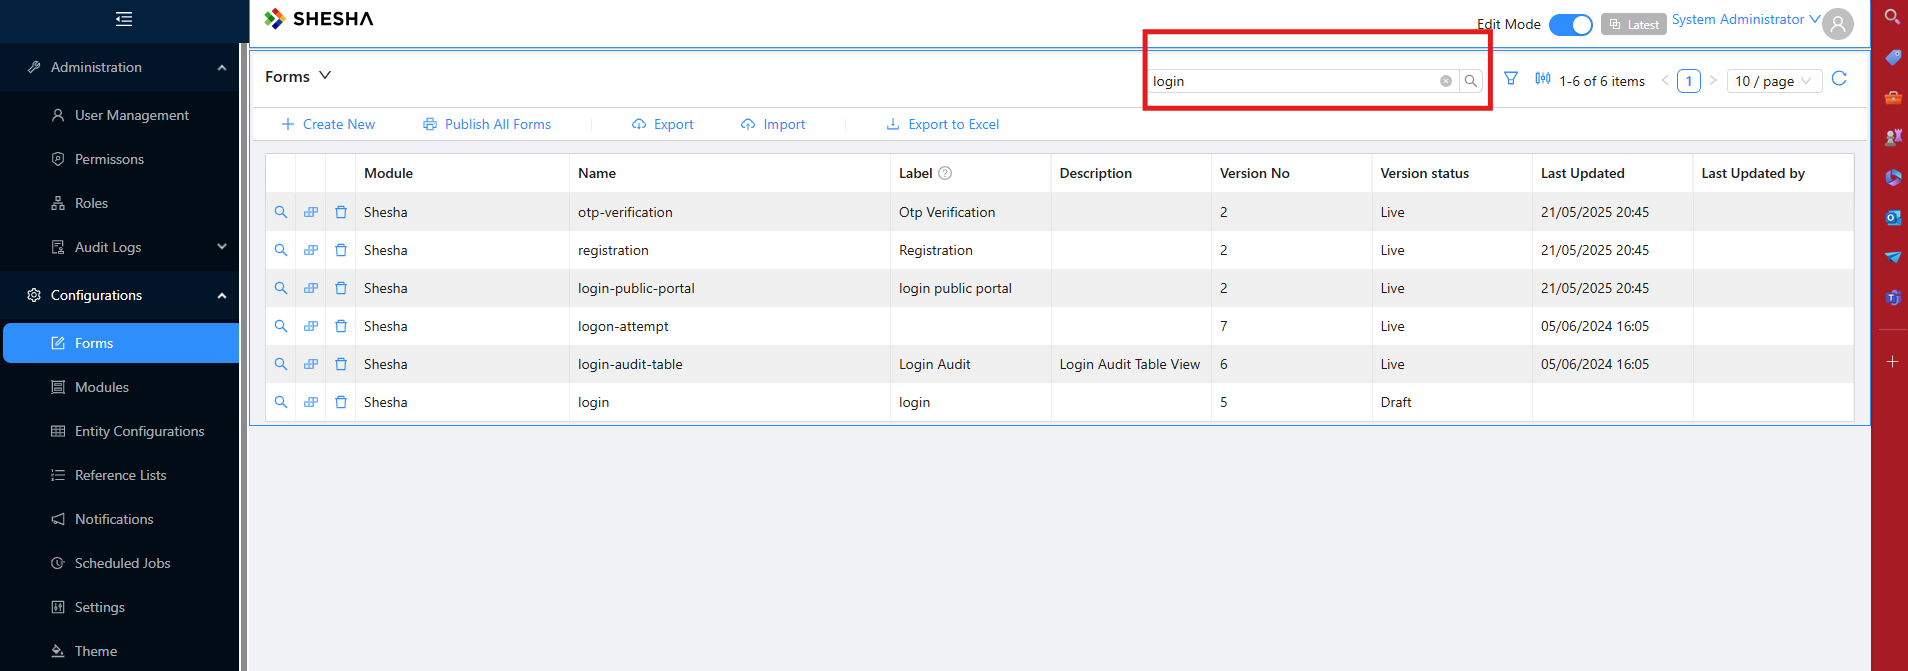 SHESHA
Edit Mode
Latest
System Administrator
Administration
User Management
Permissons
Roles
Audit Logs
Configurations
Forms
Modules
Entity Configurations
Reference Lists
Notifications
Scheduled Jobs
Settings
Theme
Forms
login
1-6 of 6 items
1
10 / page
Create New Publish All Forms Export Import Export to Excel
Module Name Label Description Version No Version status Last Updated Last Updated by
Shesha otp-verification Otp Verification 2 Live 21/05/2025 20:45
Shesha registration Registration 2 Live 21/05/2025 20:45
Shesha login-public-portal login public portal 2 Live 21/05/2025 20:45
Shesha logon-attempt 7 Live 05/06/2024 16:05
Shesha login-audit-table Login Audit Login Audit Table View 6 Live 05/06/2024 16:05
Shesha login login 5 Draft